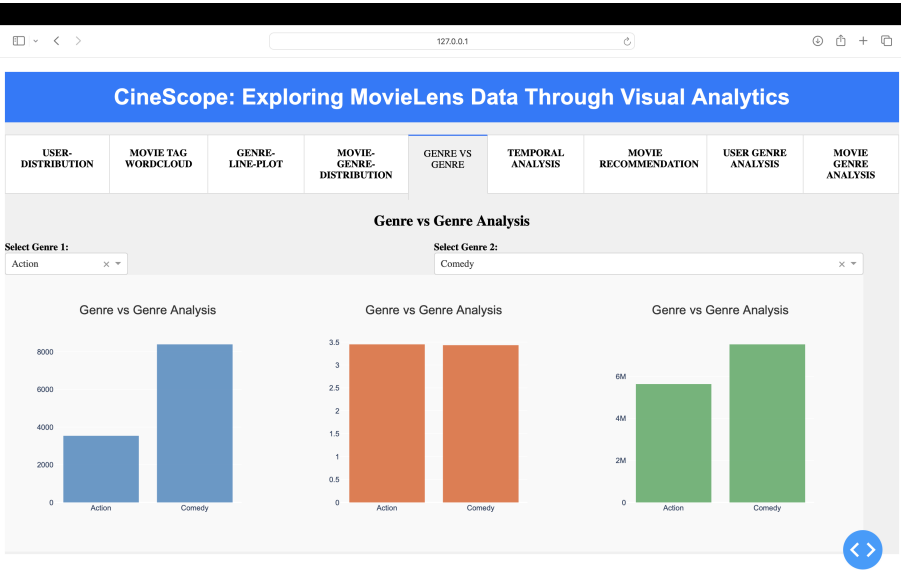 127.0.0.1
CineScope: Exploring MovieLens Data Through Visual Analytics
USER-
DISTRIBUTION
MOVIE TAG
WORDCLOUD
GENRE-
LINE-PLOT
MOVIE-
GENRE-
DISTRIBUTION
GENRE VS
GENRE
TEMPORAL
ANALYSIS
MOVIE
RECOMMENDATION
USER GENRE
ANALYSIS
MOVIE
GENRE
ANALYSIS
Genre vs Genre Analysis
Select Genre 1:
Action
Select Genre 2:
Comedy
Genre vs Genre Analysis
8000
6000
4000
2000
0
Action Comedy
Genre vs Genre Analysis
3.5
3
2.5
2
1.5
1
0.5
0
Action Comedy
Genre vs Genre Analysis
6M
4M
2M
0
Action Comedy